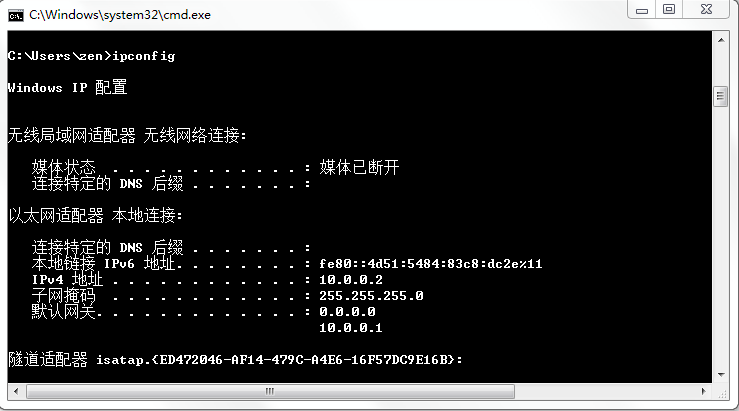 C:\Windows\system32\cmd.exe
C:\Users\zen>ipconfig
Windows IP 配置
无线局域网适配器 无线网络连接:
媒体状态 . . . . . . . . . . . . : 媒体已断开
连接特定的 DNS 后缀 . . . . . . . :
以太网适配器 本地连接:
连接特定的 DNS 后缀 . . . . . . . :
本地链接 IPv6 地址. . . . . . . . : fe80::4d51:5484:83c8:dc2e%11
IPv4 地址 . . . . . . . . . . . . : 10.0.0.2
子网掩码 . . . . . . . . . . . . : 255.255.255.0
默认网关. . . . . . . . . . . . . : 0.0.0.0
10.0.0.1
隧道适配器 isatap.{ED472046-AF14-479C-A4E6-16F57DC9E16B}: